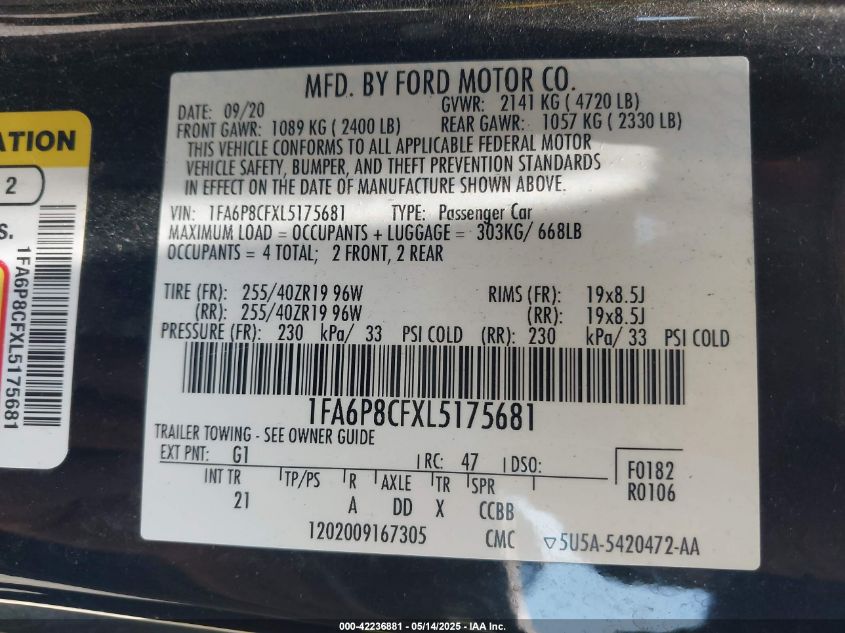 MFD. BY FORD MOTOR CO.
DATE: 09/20 GVWR: 2141 KG ( 4720 LB)
FRONT GAWR: 1089 KG ( 2400 LB) REAR GAWR: 1057 KG ( 2330 LB)
THIS VEHICLE CONFORMS TO ALL APPLICABLE FEDERAL MOTOR
VEHICLE SAFETY, BUMPER, AND THEFT PREVENTION STANDARDS
IN EFFECT ON THE DATE OF MANUFACTURE SHOWN ABOVE.
VIN: 1FA6P8CFXL5175681 TYPE: Passenger Car
MAXIMUM LOAD = OCCUPANTS + LUGGAGE = 303KG/ 668LB
OCCUPANTS = 4 TOTAL; 2 FRONT, 2 REAR
TIRE (FR): 255/40ZR19 96W RIMS (FR): 19x8.5J
(RR): 255/40ZR19 96W (RR): 19x8.5J
PRESSURE (FR): 230 kPa/ 33 PSI COLD (RR): 230 kPa/ 33 PSI COLD
1FA6P8CFXL5175681
TRAILER TOWING - SEE OWNER GUIDE
EXT PNT: G1 RC: 47 DSO:
F0182
R0106
INT TR TP/PS R AXLE TR SPR
21 A DD X CCBB
1202009167305 CMC ▽5U5A-5420472-AA
ATION
2
S.
1FA6P8CFXL5175681
000-42236881 - 05/14/2025 - IAA Inc.